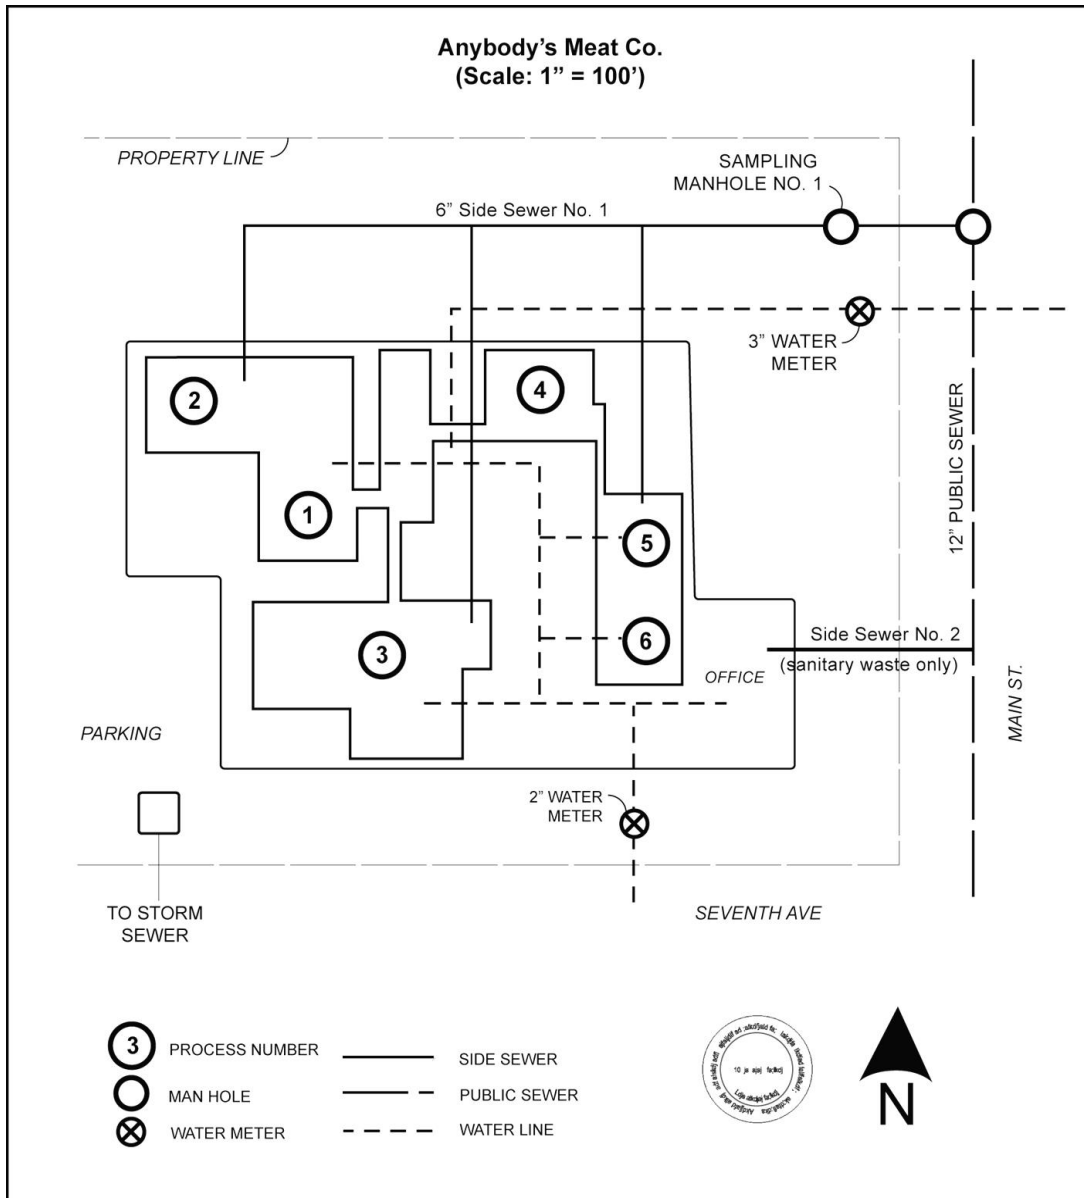 Anybody’s Meat Co.
(Scale: 1” = 100’)
PROPERTY LINE
SAMPLING
MANHOLE NO. 1
6” Side Sewer No. 1
3” WATER
METER
2
4
1
5
12” PUBLIC SEWER
3
6
Side Sewer No. 2
(sanitary waste only)
OFFICE
MAIN ST.
PARKING
2” WATER
METER
TO STORM
SEWER
SEVENTH AVE
3
PROCESS NUMBER
MAN HOLE
WATER METER
SIDE SEWER
PUBLIC SEWER
WATER LINE
N